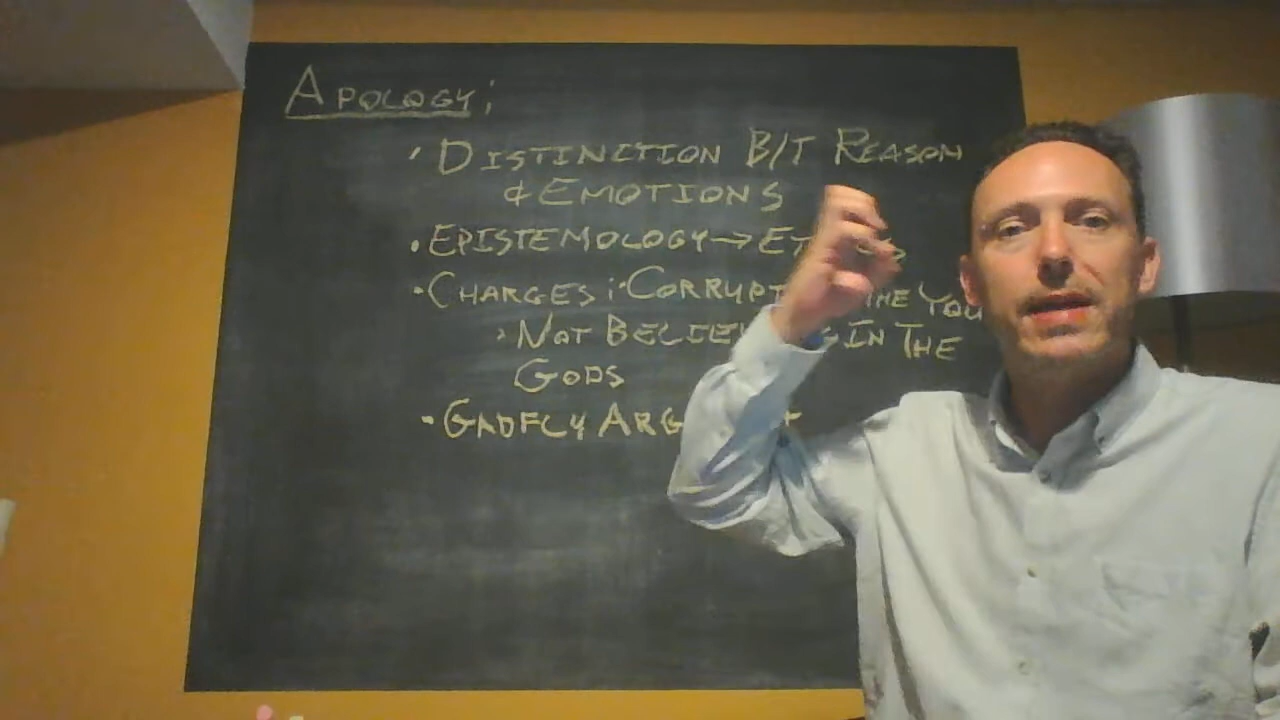 APOLOGY;
· DISTINCTION B/T REASON
& EMOTIONS
· EPISTEMOLOGY →
· CHARGES: · THE
· NOT IN THE
GODS
· GADFLY